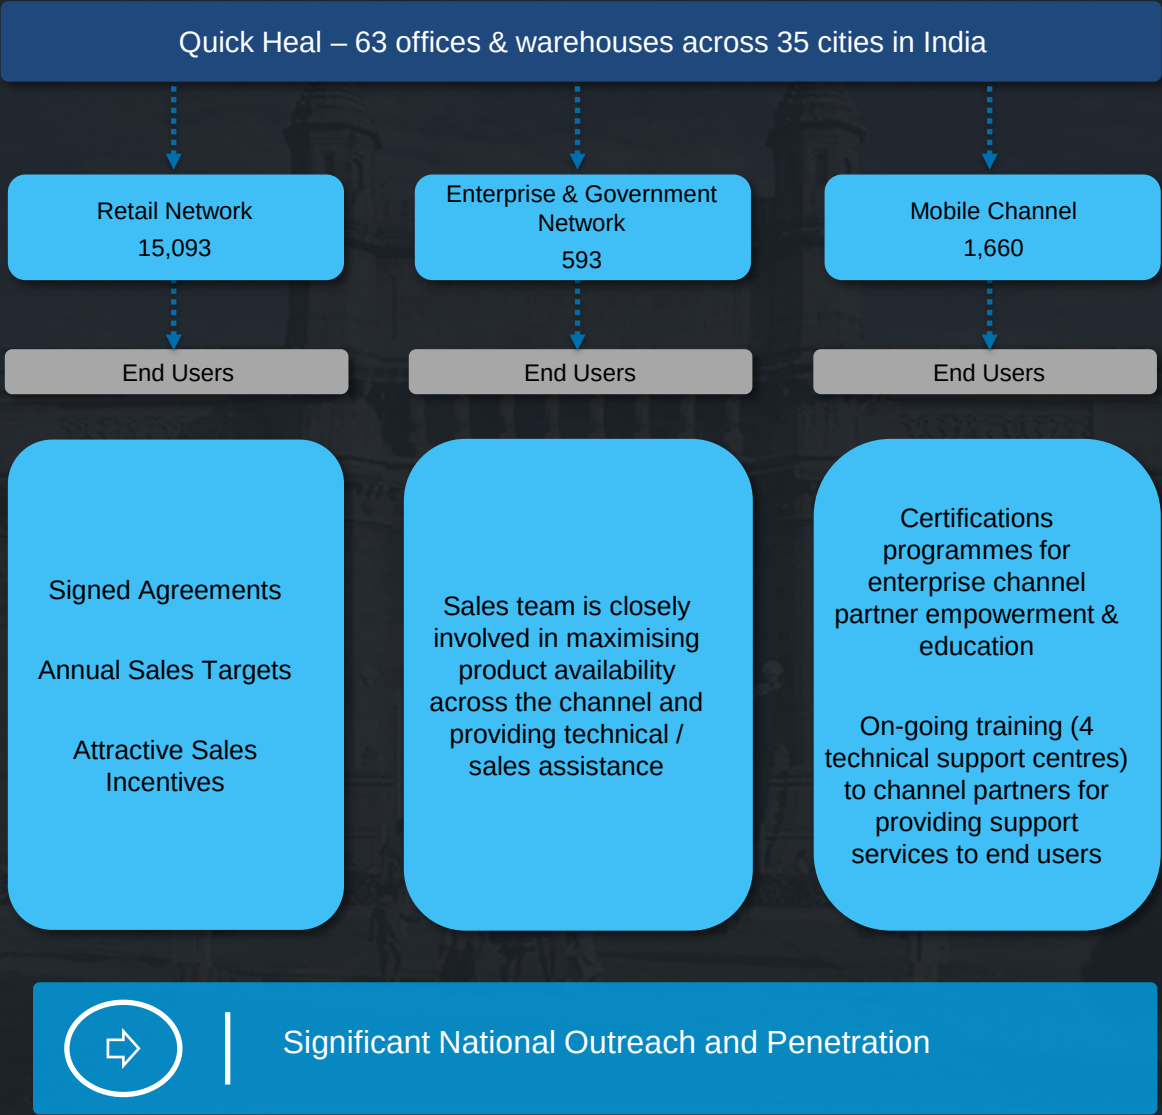 Quick Heal – 63 offices & warehouses across 35 cities in India
Retail Network
15,093
Enterprise & Government
Network
593
Mobile Channel
1,660
End Users
End Users
End Users
Signed Agreements
Annual Sales Targets
Attractive Sales
Incentives
Sales team is closely
involved in maximising
product availability
across the channel and
providing technical /
sales assistance
Certifications
programmes for
enterprise channel
partner empowerment &
education
On-going training (4
technical support centres)
to channel partners for
providing support
services to end users
Significant National Outreach and Penetration